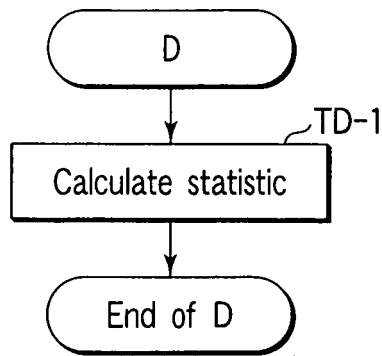 D
TD-1
Calculate statistic
End of D